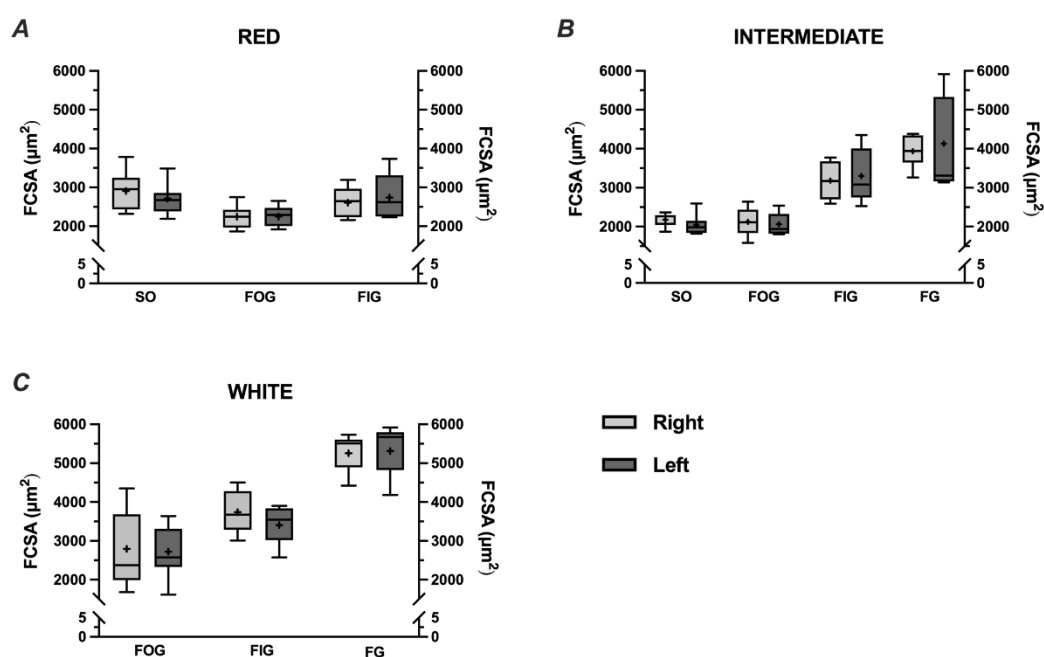 A
RED
6000
5000
4000
3000
2000
5
0
FCSA (µm²)
6000
5000
4000
3000
2000
5
0
FCSA (µm²)
SO FOG FIG
B
INTERMEDIATE
6000
5000
4000
3000
2000
5
0
FCSA (µm²)
6000
5000
4000
3000
2000
5
0
FCSA (µm²)
SO FOG FIG FG
C
WHITE
6000
5000
4000
3000
2000
5
0
FCSA (µm²)
6000
5000
4000
3000
2000
5
0
FCSA (µm²)
FOG FIG FG
Right
Left